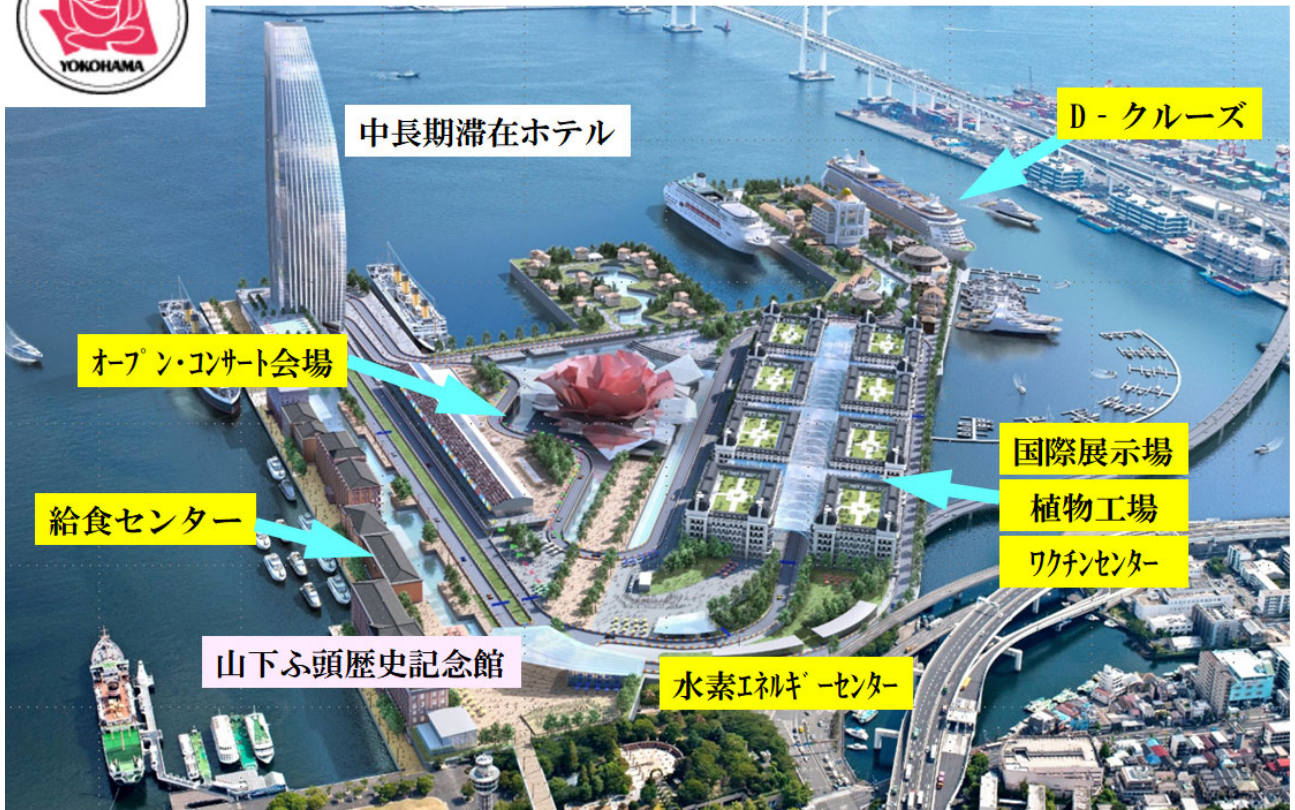 YOKOHAMA
中長期滞在ホテル
D - クルーズ
オープン・コンサート会場
国際展示場
給食センター
植物工場
ワクチンセンター
山下ふ頭歴史記念館
水素エネルギーセンター